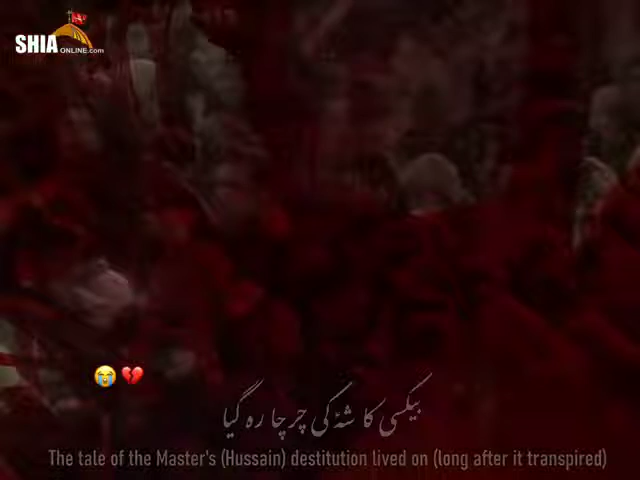 SHIA
ONLINE.com
😭💔
بیکسی کا شہؑ کی چرچا رہ گیا
The tale of the Master's (Hussain) destitution lived on (long after it transpired)